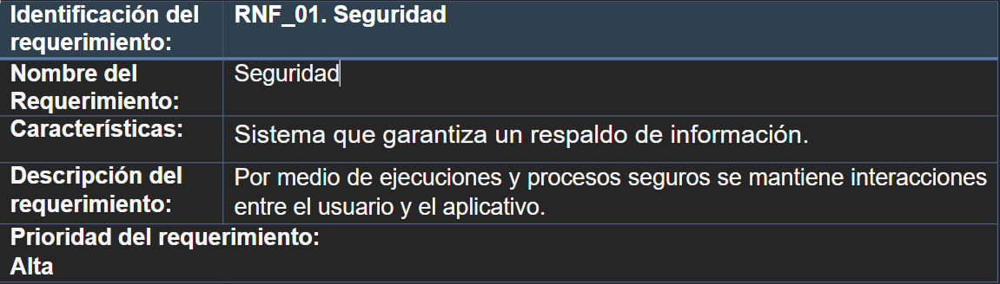 Identificación del
requerimiento:
RNF_01. Seguridad
Nombre del
Requerimiento:
Seguridad
Características:
Sistema que garantiza un respaldo de información.
Descripción del
requerimiento:
Por medio de ejecuciones y procesos seguros se mantiene interacciones
entre el usuario y el aplicativo.
Prioridad del requerimiento:
Alta